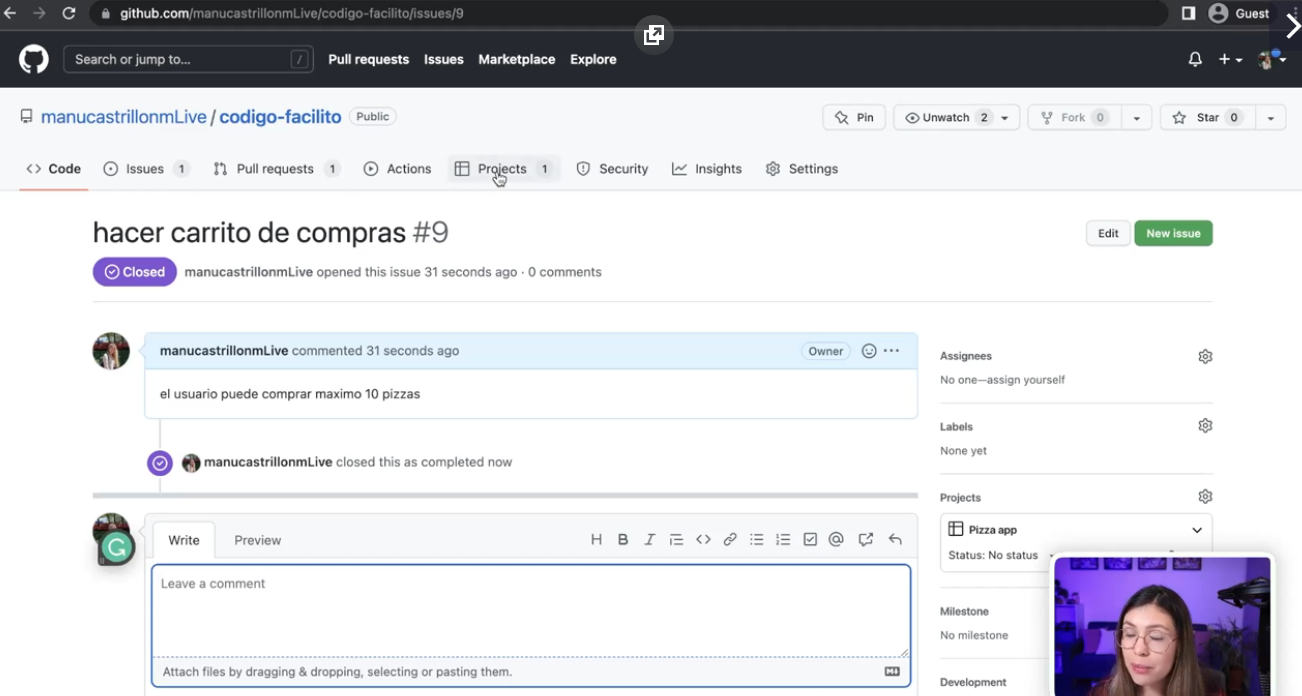 github.com/manucastrillonmLive/codigo-facilito/issues/9
Guest
Search or jump to... /
Pull requests Issues Marketplace Explore
manucastrillonmLive / codigo-facilito Public
Pin Unwatch 2 Fork 0 Star 0
Code Issues 1 Pull requests 1 Actions Projects 1 Security Insights Settings
hacer carrito de compras #9
Edit New issue
Closed manucastrillonmLive opened this issue 31 seconds ago · 0 comments
manucastrillonmLive commented 31 seconds ago Owner
el usuario puede comprar maximo 10 pizzas
manucastrillonmLive closed this as completed now
Write Preview
Leave a comment
Attach files by dragging & dropping, selecting or pasting them.
Assignees
No one—assign yourself
Labels
None yet
Projects
Pizza app
Status: No status
Milestone
No milestone
Development